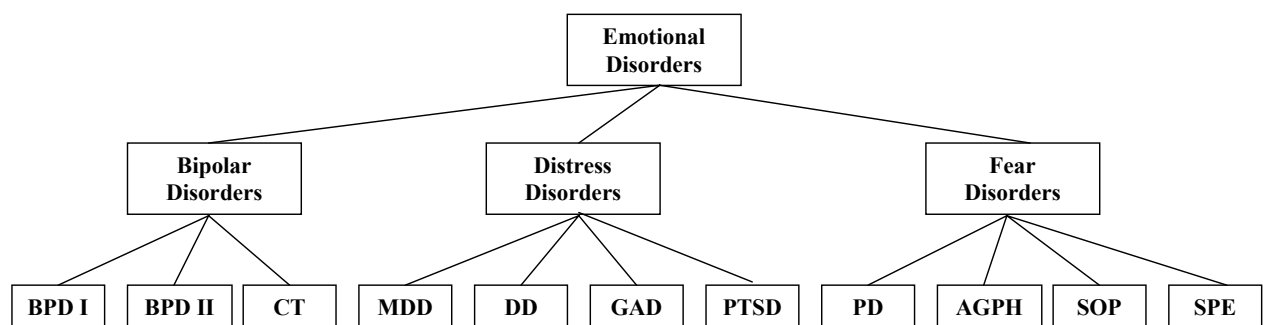 Emotional
Disorders
Bipolar
Disorders
Distress
Disorders
Fear
Disorders
BPD I
BPD II
CT
MDD
DD
GAD
PTSD
PD
AGPH
SOP
SPE